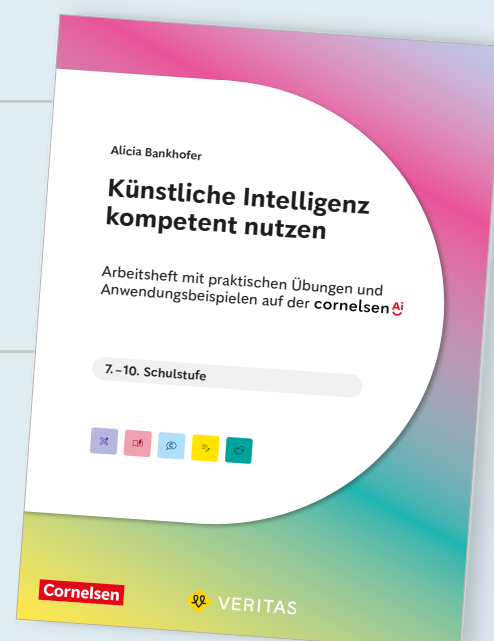 Alicia Bankhofer
Künstliche Intelligenz
kompetent nutzen
Arbeitsheft mit praktischen Übungen und
Anwendungsbeispielen auf der cornelsen Ai
7.–10. Schulstufe
Cornelsen
VERITAS